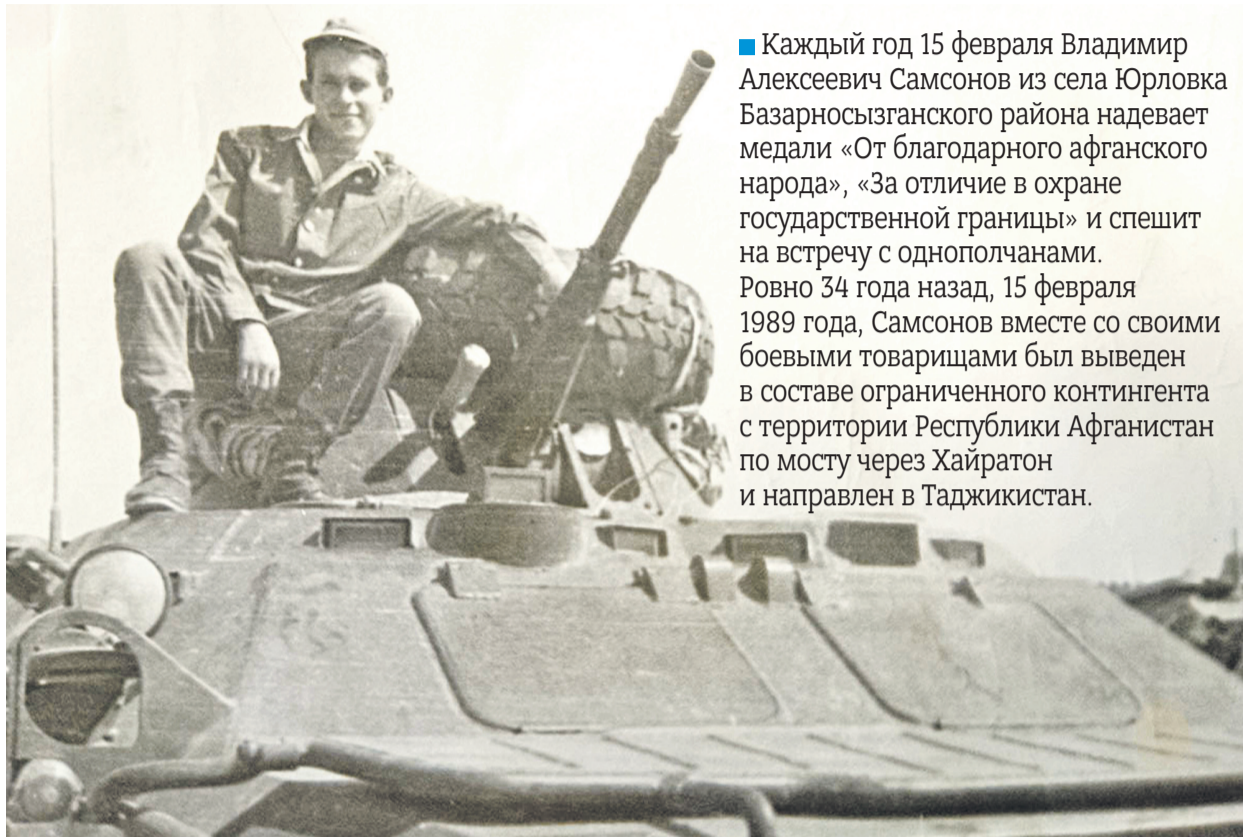 Каждый год 15 февраля Владимир
Алексеевич Самсонов из села Юрловка
Базарносызганского района надевает
медали «От благодарного афганского
народа», «За отличие в охране
государственной границы» и спешит
на встречу с однополчанами.
Ровно 34 года назад, 15 февраля
1989 года, Самсонов вместе со своими
боевыми товарищами был выведен
в составе ограниченного контингента
с территории Республики Афганистан
по мосту через Хайратон
и направлен в Таджикистан.